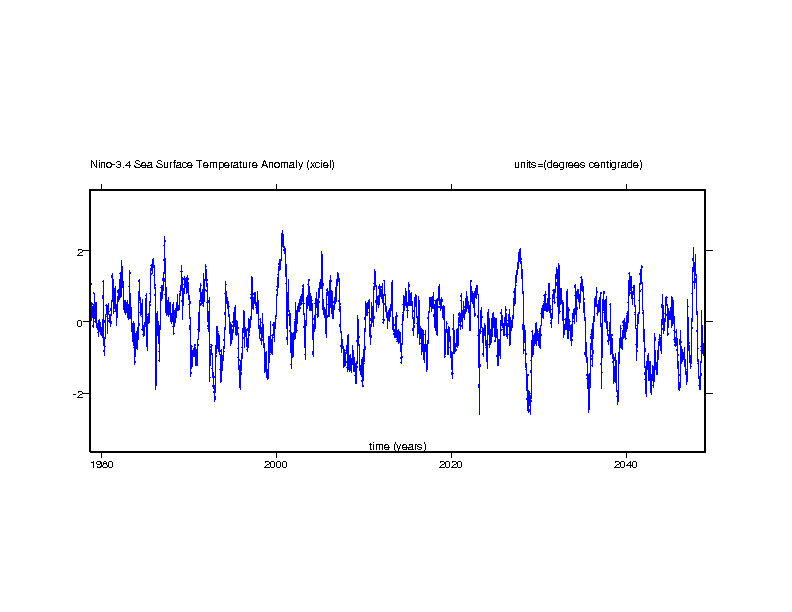 Nino-3.4 Sea Surface Temperature Anomaly (xciel) units=(degrees centigrade)
2
0
-2
time (years)
1980 2000 2020 2040